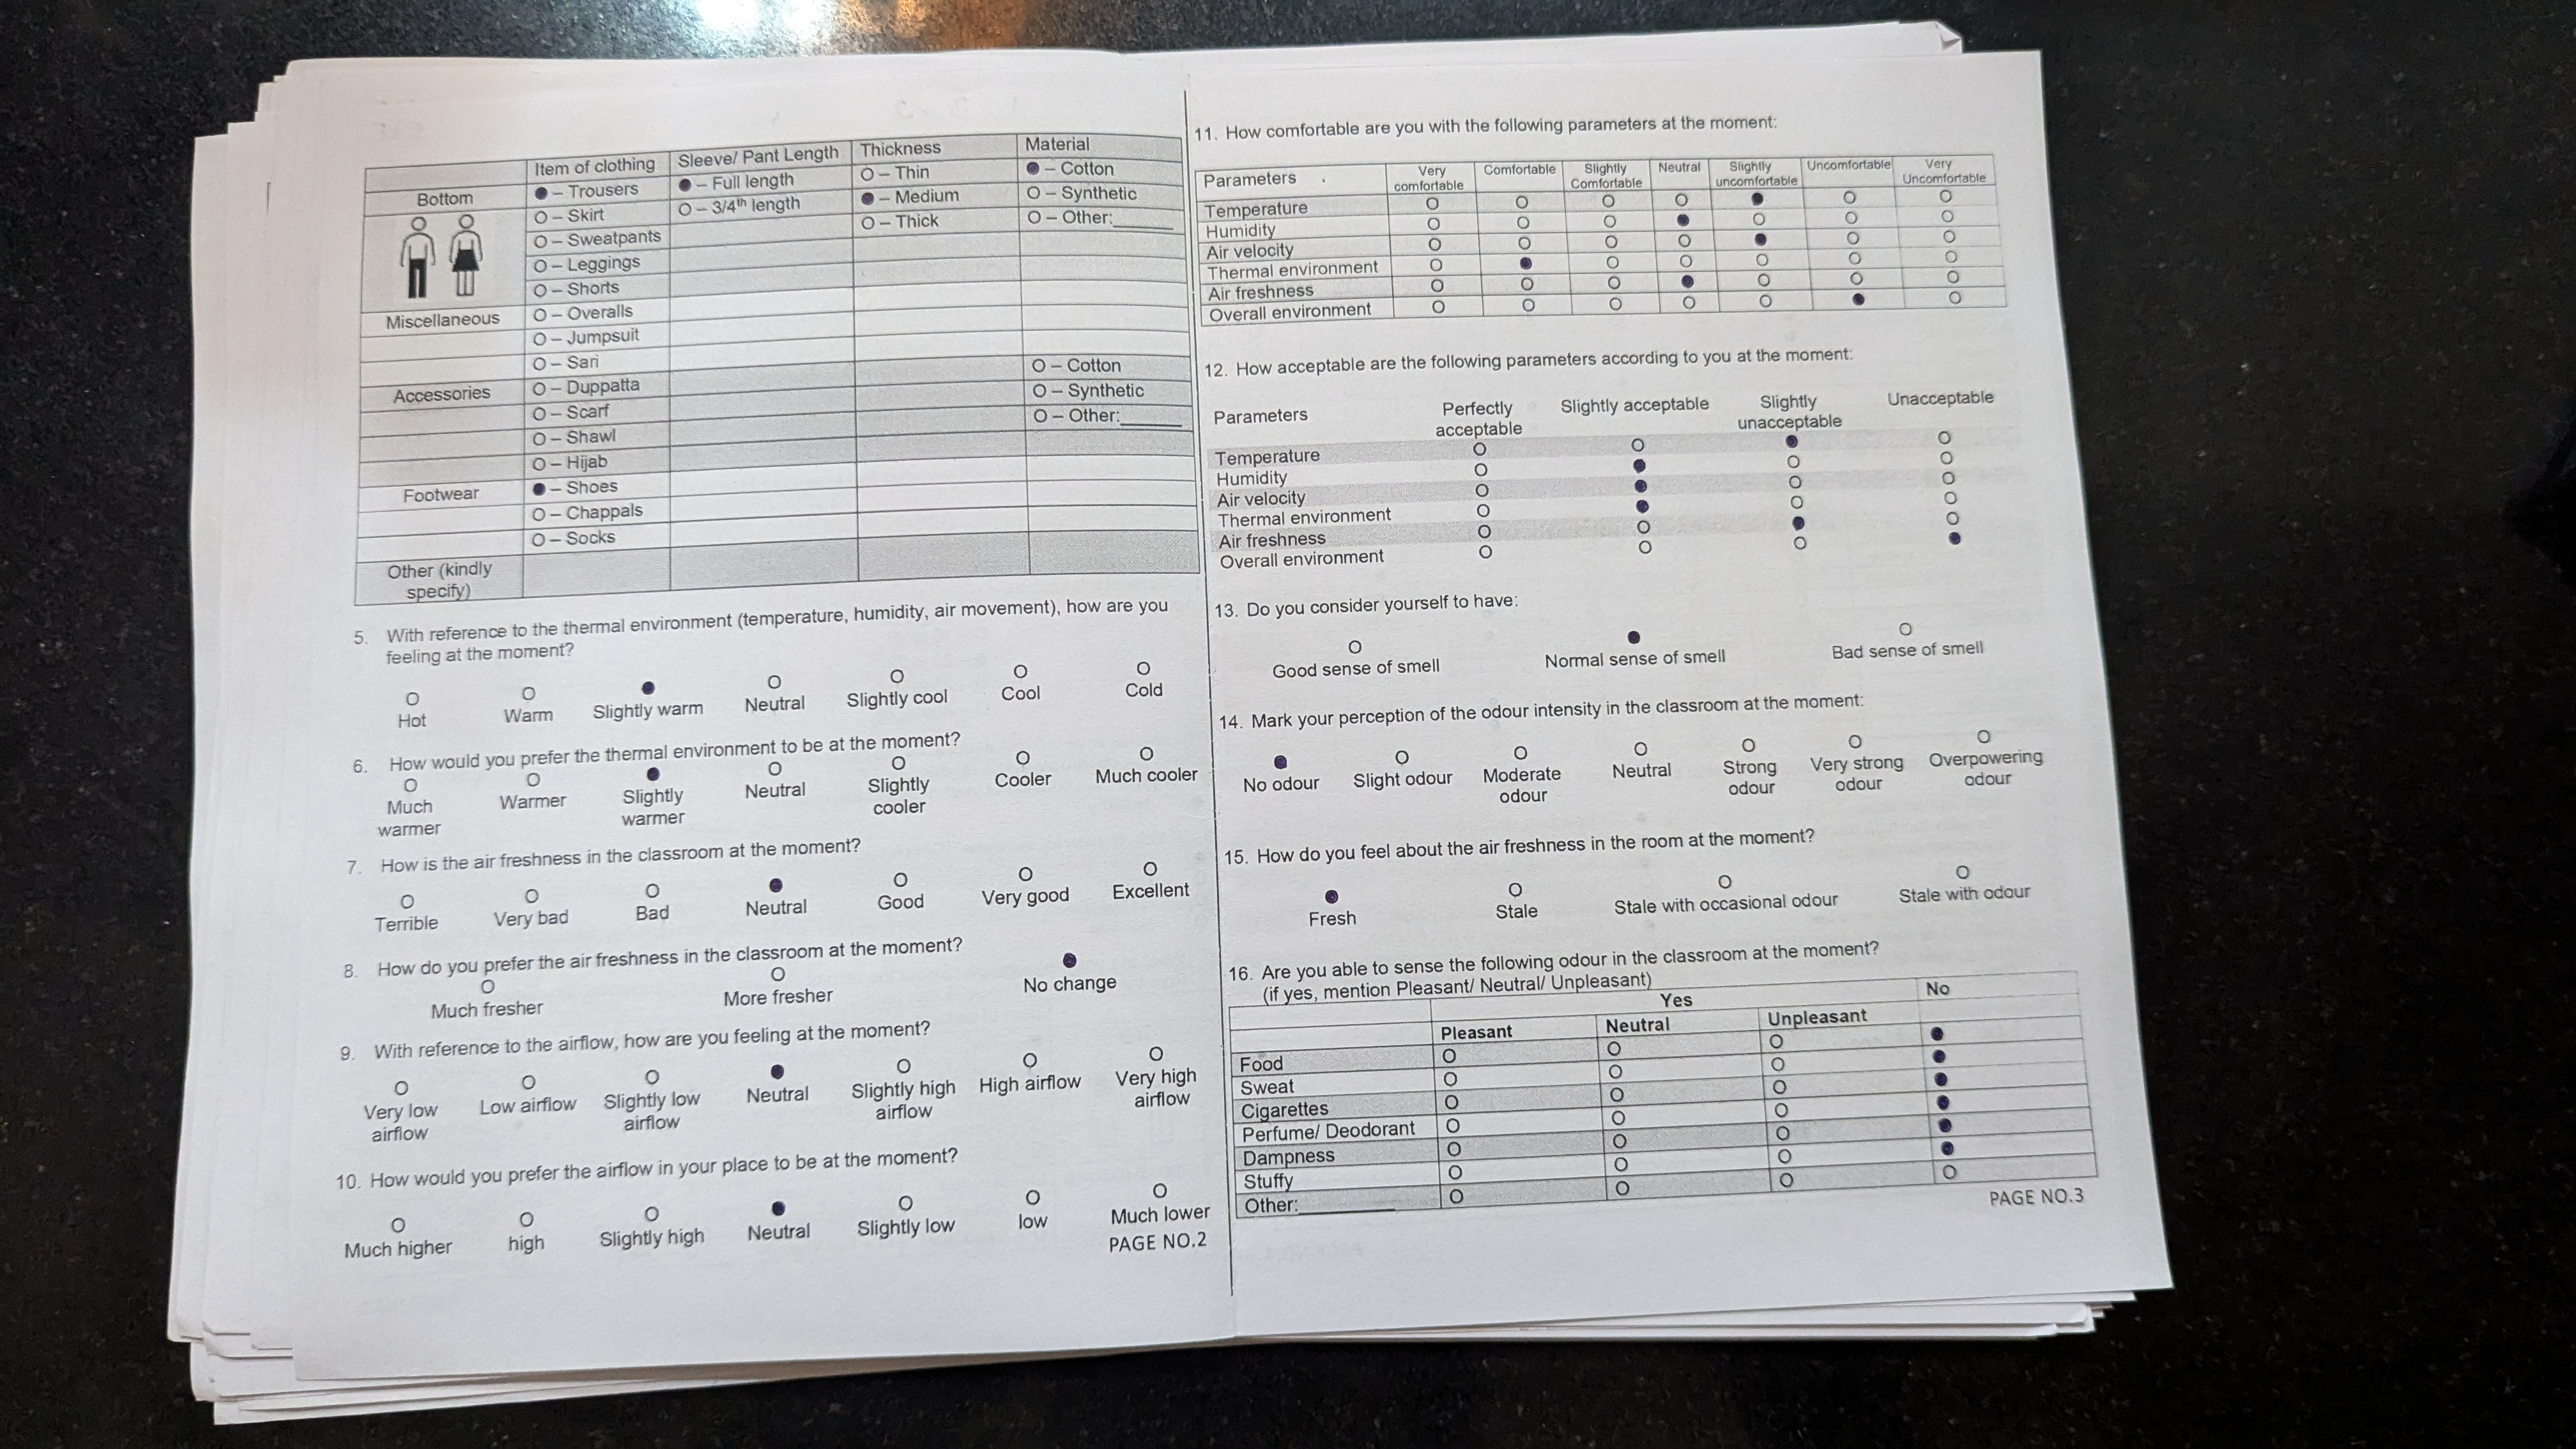 Item of clothing Sleeve/ Pant Length Thickness Material
Bottom ● – Trousers ● – Full length O – Thin ● – Cotton
O – Skirt O – 3/4th length ● – Medium O – Synthetic
O – Sweatpants O – Thick O – Other:______
O – Leggings
O – Shorts
Miscellaneous O – Overalls
O – Jumpsuit
O – Sari
Accessories O – Duppatta O – Cotton
O – Scarf O – Synthetic
O – Shawl O – Other:______
O – Hijab
Footwear ● – Shoes
O – Chappals
O – Socks
Other (kindly
specify)
5. With reference to the thermal environment (temperature, humidity, air movement), how are you
feeling at the moment?
O O ● O O O O
Hot Warm Slightly warm Neutral Slightly cool Cool Cold
6. How would you prefer the thermal environment to be at the moment?
O O ● O O O O
Much Warmer Slightly Neutral Slightly Cooler Much cooler
warmer warmer cooler
7. How is the air freshness in the classroom at the moment?
O O O ● O O O
Terrible Very bad Bad Neutral Good Very good Excellent
8. How do you prefer the air freshness in the classroom at the moment?
O O ●
Much fresher More fresher No change
9. With reference to the airflow, how are you feeling at the moment?
O O O ● O O O
Very low Low airflow Slightly low Neutral Slightly high High airflow Very high
airflow airflow airflow airflow
10. How would you prefer the airflow in your place to be at the moment?
O O O ● O O O
Much higher high Slightly high Neutral Slightly low low Much lower
PAGE NO.2
11. How comfortable are you with the following parameters at the moment:
Parameters Very Comfortable Slightly Neutral Slightly Uncomfortable Very
comfortable Comfortable uncomfortable Uncomfortable
Temperature O O O O ● O O
Humidity O O O ● O O O
Air velocity O O O O ● O O
Thermal environment O ● O O O O O
Air freshness O O O ● O O O
Overall environment O O O O O ● O
12. How acceptable are the following parameters according to you at the moment:
Parameters Perfectly Slightly acceptable Slightly Unacceptable
acceptable unacceptable
Temperature O O ● O
Humidity O ● O O
Air velocity O ● O O
Thermal environment O ● O O
Air freshness O O ● O
Overall environment O O O ●
13. Do you consider yourself to have:
O ● O
Good sense of smell Normal sense of smell Bad sense of smell
14. Mark your perception of the odour intensity in the classroom at the moment:
● O O O O O O
No odour Slight odour Moderate Neutral Strong Very strong Overpowering
odour odour odour odour
15. How do you feel about the air freshness in the room at the moment?
● O O O
Fresh Stale Stale with occasional odour Stale with odour
16. Are you able to sense the following odour in the classroom at the moment?
(if yes, mention Pleasant/ Neutral/ Unpleasant)
Yes No
Pleasant Neutral Unpleasant
Food O O O ●
Sweat O O O ●
Cigarettes O O O ●
Perfume/ Deodorant O O O ●
Dampness O O O ●
Stuffy O O O ●
Other:__________ O O O O
PAGE NO.3